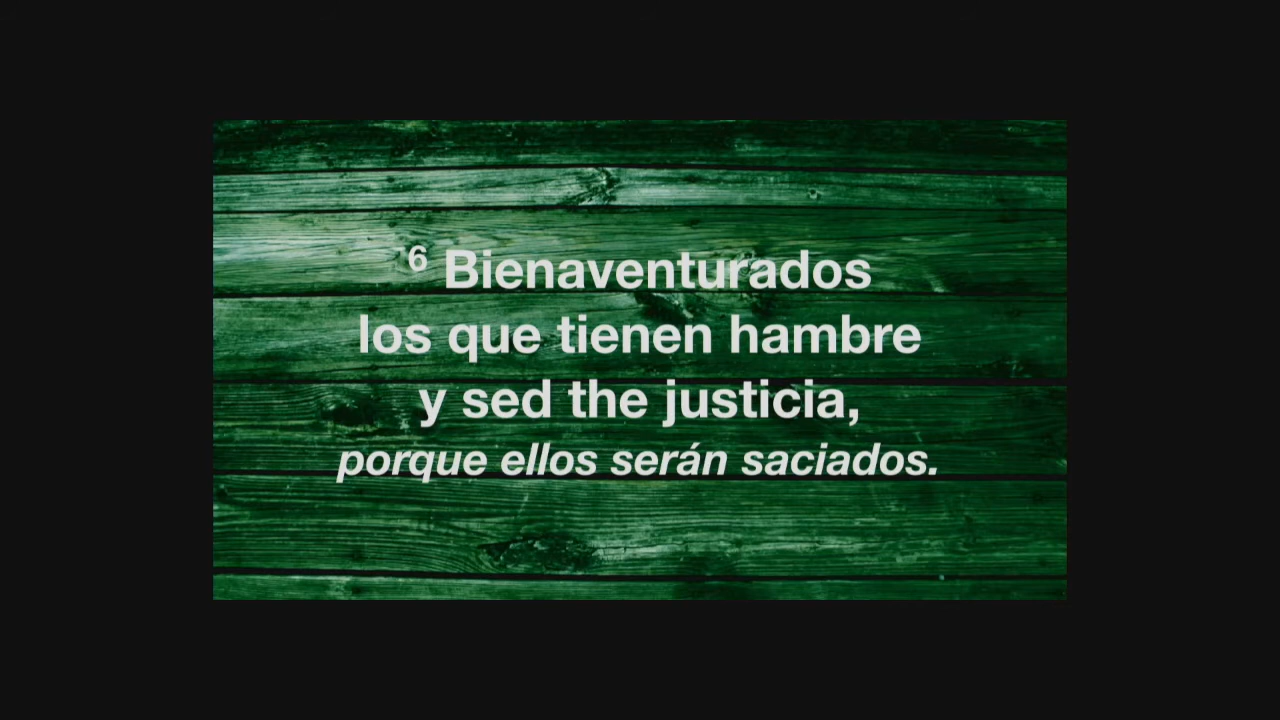 ⁶ Bienaventurados
los que tienen hambre
y sed the justicia,
porque ellos serán saciados.